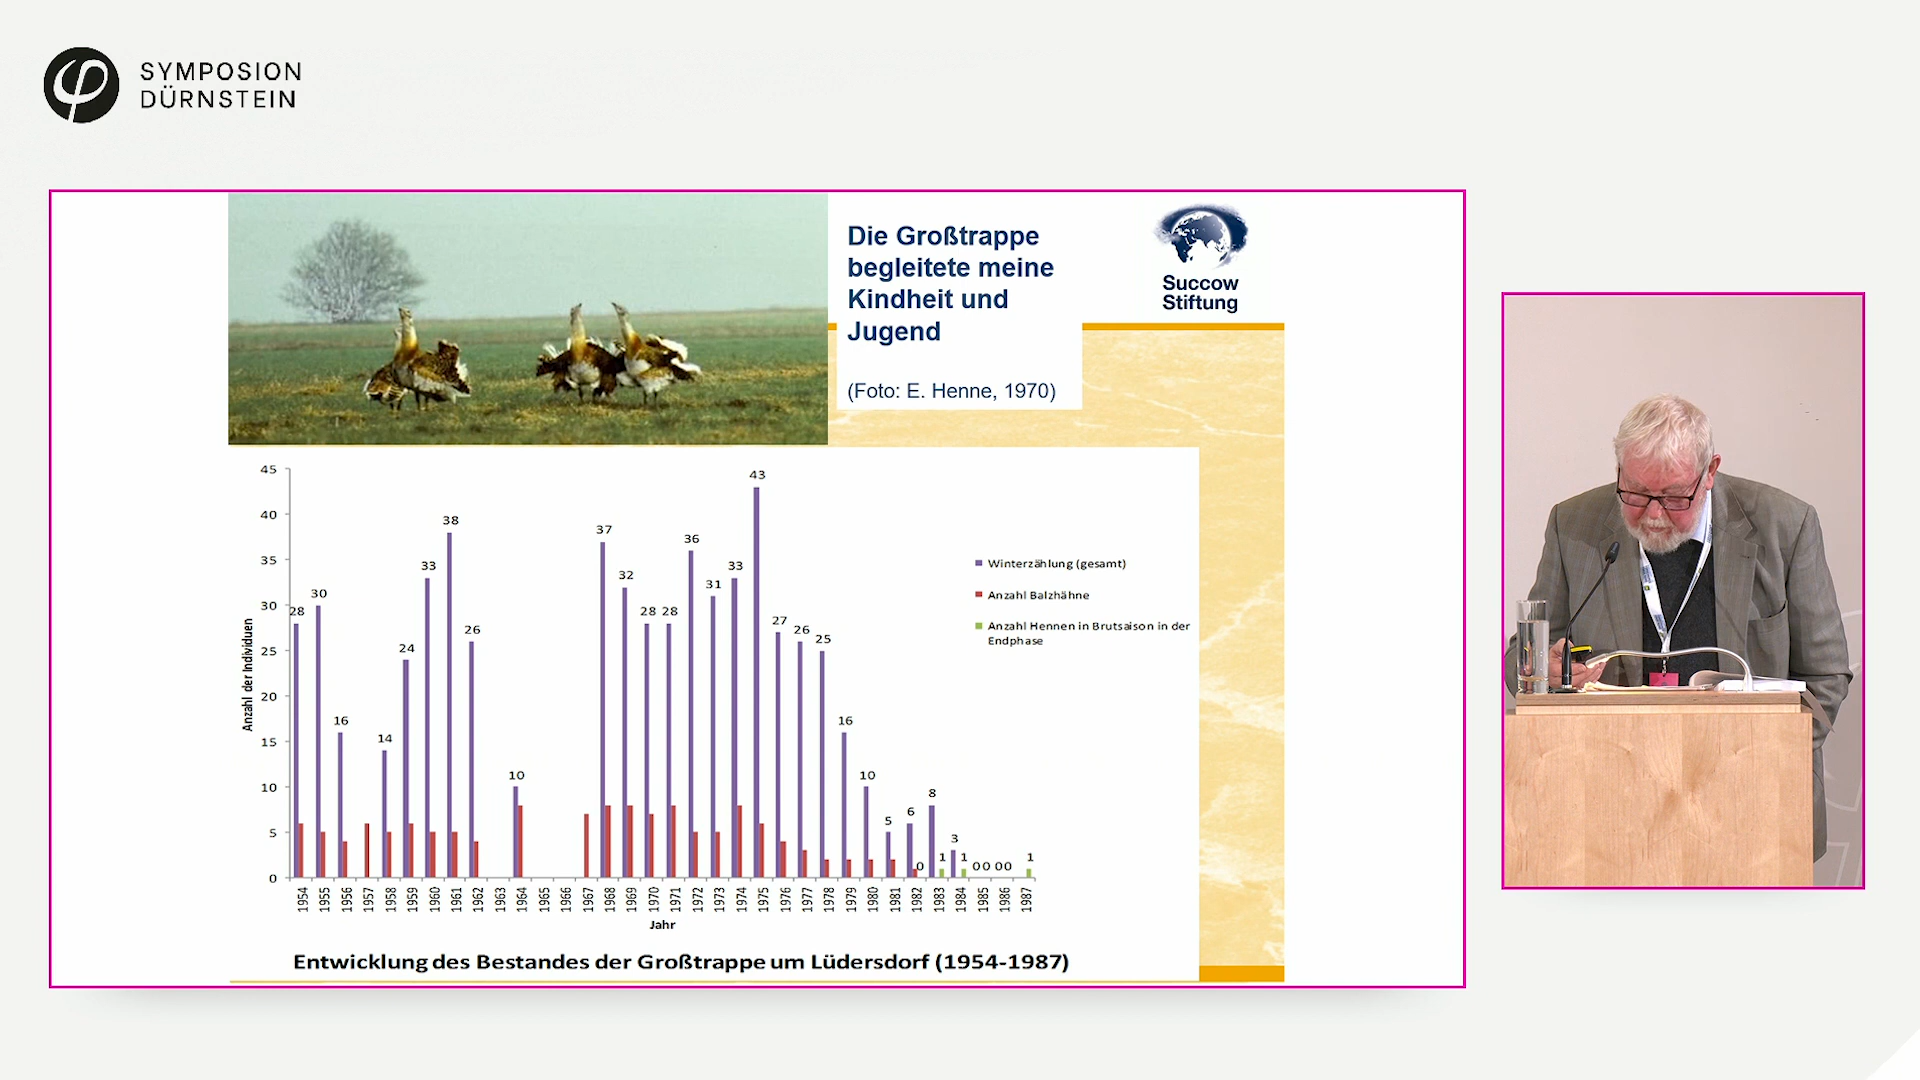 SYMPOSION
DÜRNSTEIN
Die Großtrappe
begleitete meine
Kindheit und
Jugend
(Foto: E. Henne, 1970)
Succow
Stiftung
45
40
35
30
25
20
15
10
5
0
Anzahl der Individuen
28
30
16
14
24
33
38
26
10
37
32
28
28
36
31
33
43
27
26
25
16
10
5
6
0
8
1
3
1
0 0 0 0
1
Winterzählung (gesamt)
Anzahl Balzhähne
Anzahl Hennen in Brutsaison in der
Endphase
1954 1955 1956 1957 1958 1959 1960 1961 1962 1963 1964 1965 1966 1967 1968 1969 1970 1971 1972 1973 1974 1975 1976 1977 1978 1979 1980 1981 1982 1983 1984 1985 1986 1987
Jahr
Entwicklung des Bestandes der Großtrappe um Lüdersdorf (1954-1987)